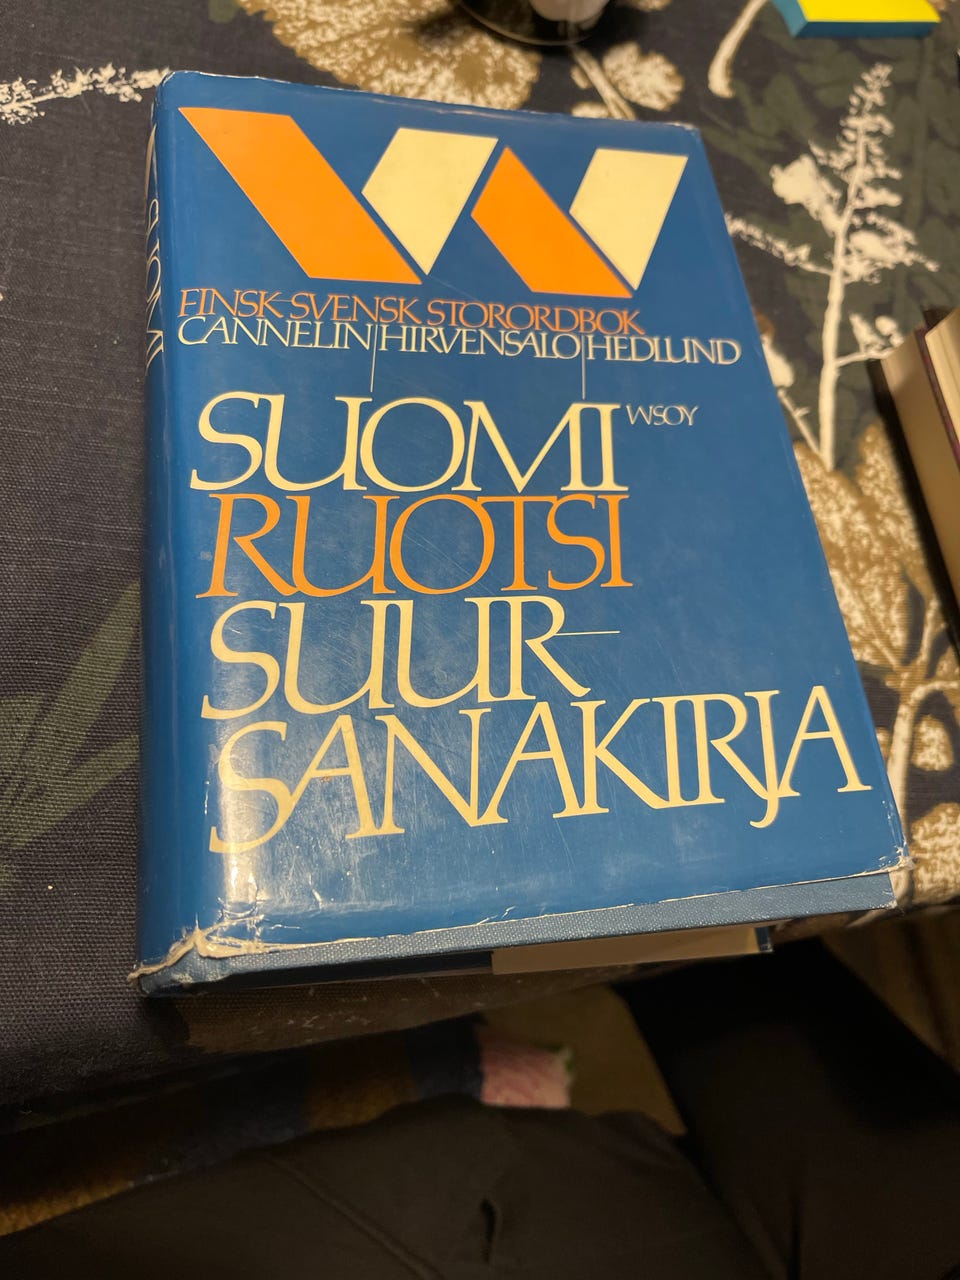 FINSK-SVENSK STORORDBOK
CANNELIN|HIRVENSALO|HEDLUND
SUOMI
WSOY
RUOTSI
SUUR-
SANAKIRJA